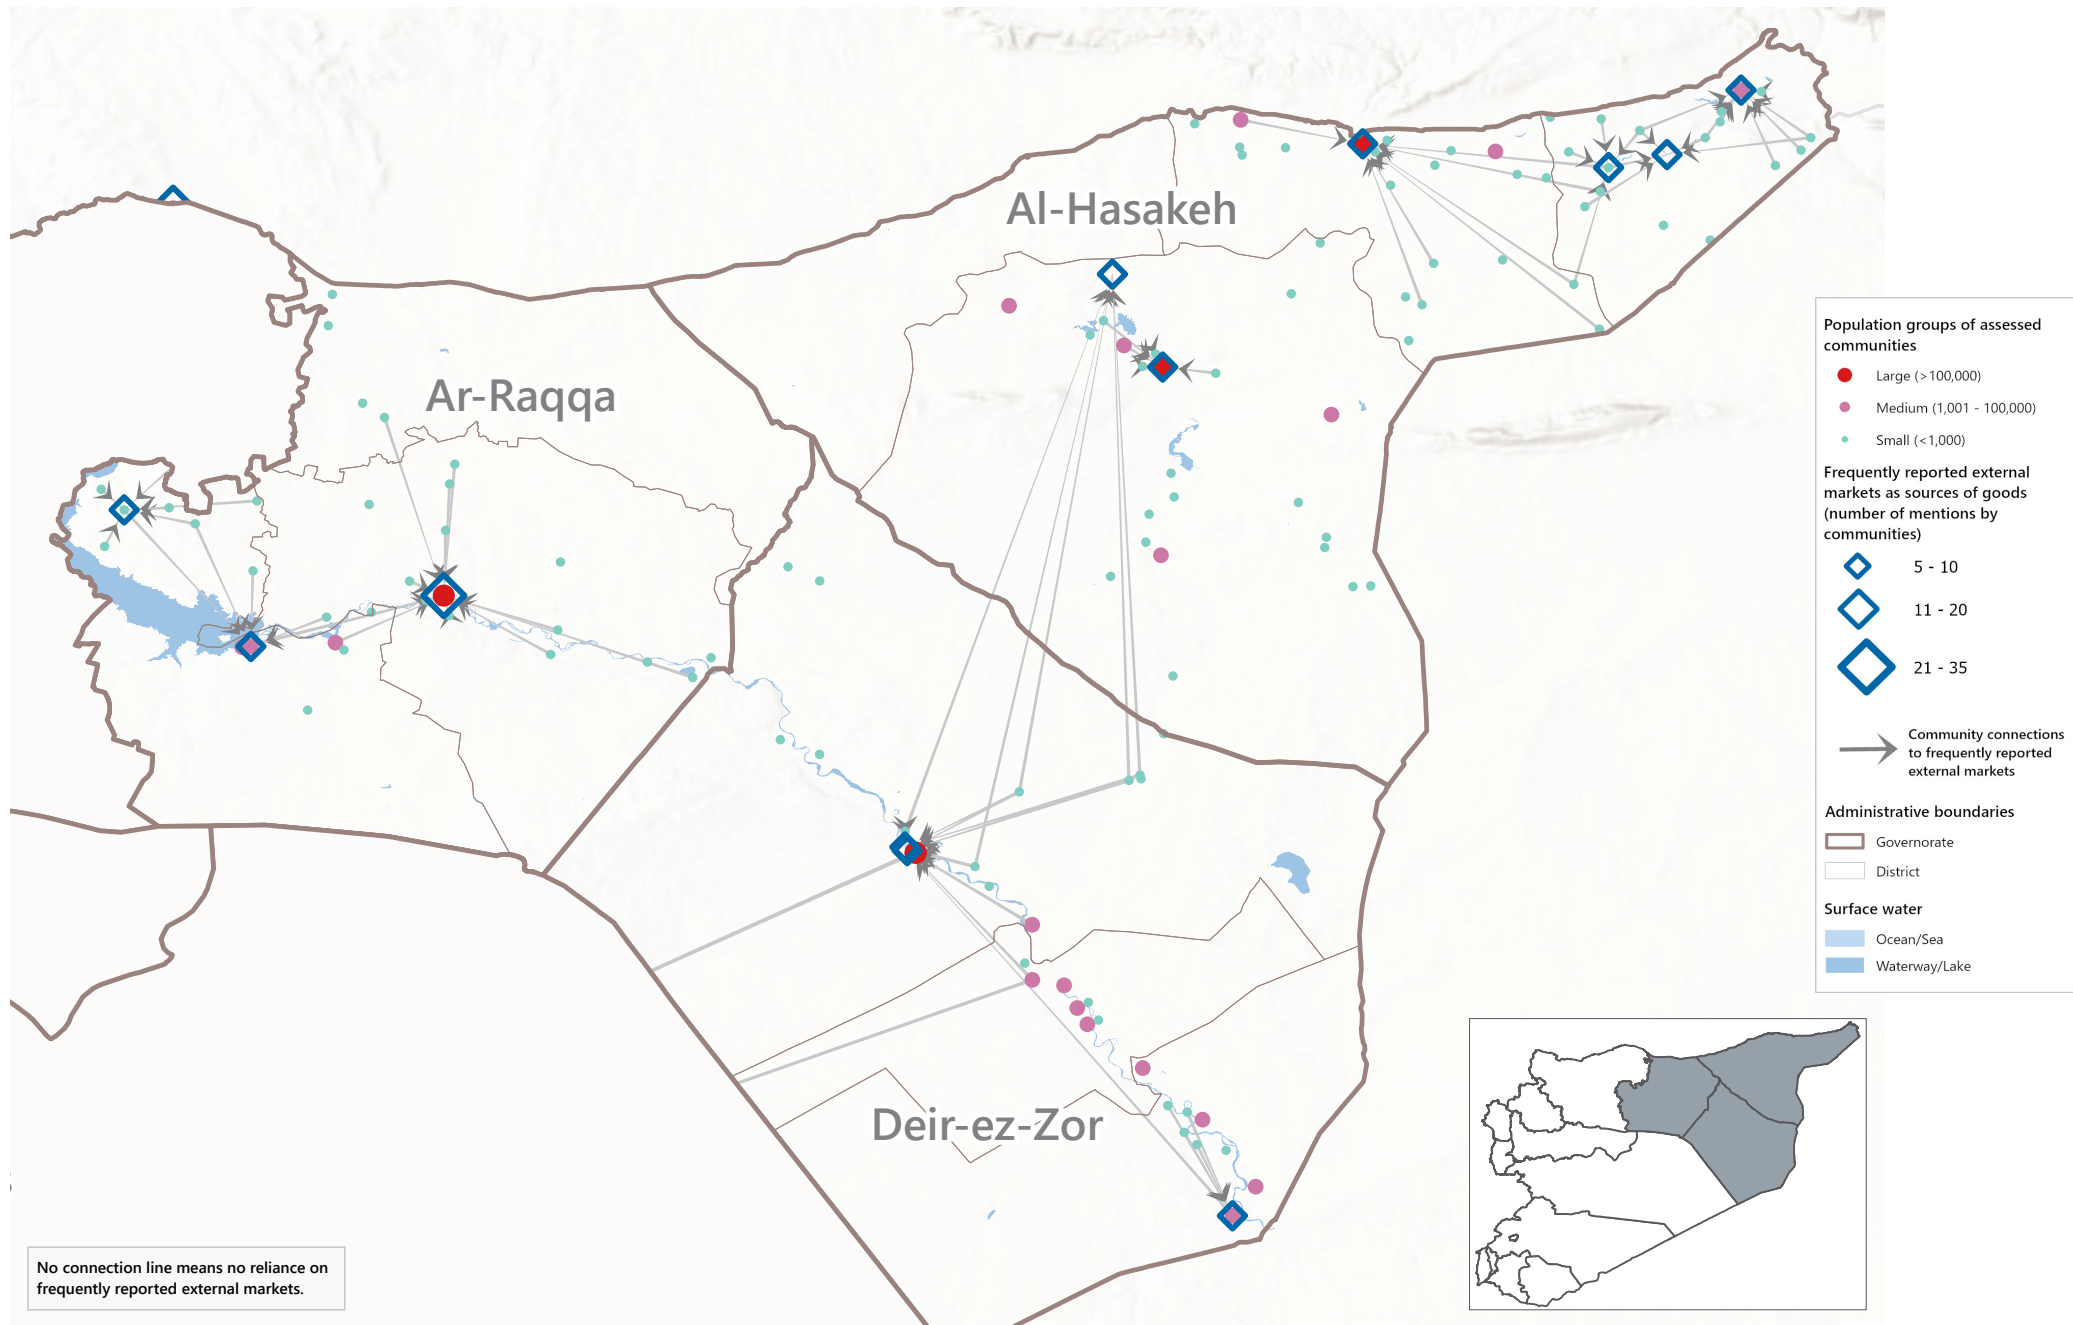 Al-Hasakeh
Ar-Raqqa
Deir-ez-Zor
Population groups of assessed
communities
Large (>100,000)
Medium (1,001 - 100,000)
Small (<1,000)
Frequently reported external
markets as sources of goods
(number of mentions by
communities)
5 - 10
11 - 20
21 - 35
Community connections
to frequently reported
external markets
Administrative boundaries
Governorate
District
Surface water
Ocean/Sea
Waterway/Lake
No connection line means no reliance on
frequently reported external markets.